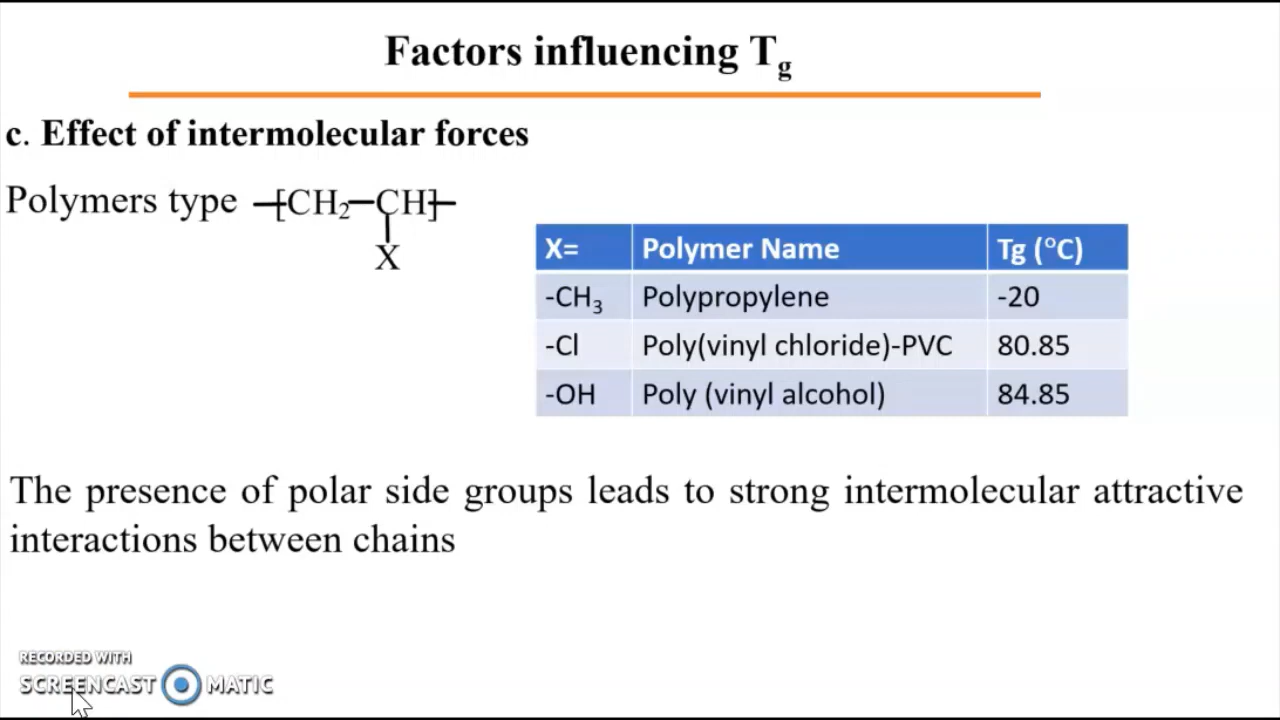 Factors influencing Tg
c. Effect of intermolecular forces
Polymers type -[CH2-CH]-
X
X= Polymer Name Tg (°C)
-CH3 Polypropylene -20
-Cl Poly(vinyl chloride)-PVC 80.85
-OH Poly (vinyl alcohol) 84.85
The presence of polar side groups leads to strong intermolecular attractive
interactions between chains
RECORDED WITH
SCREENCAST MATIC